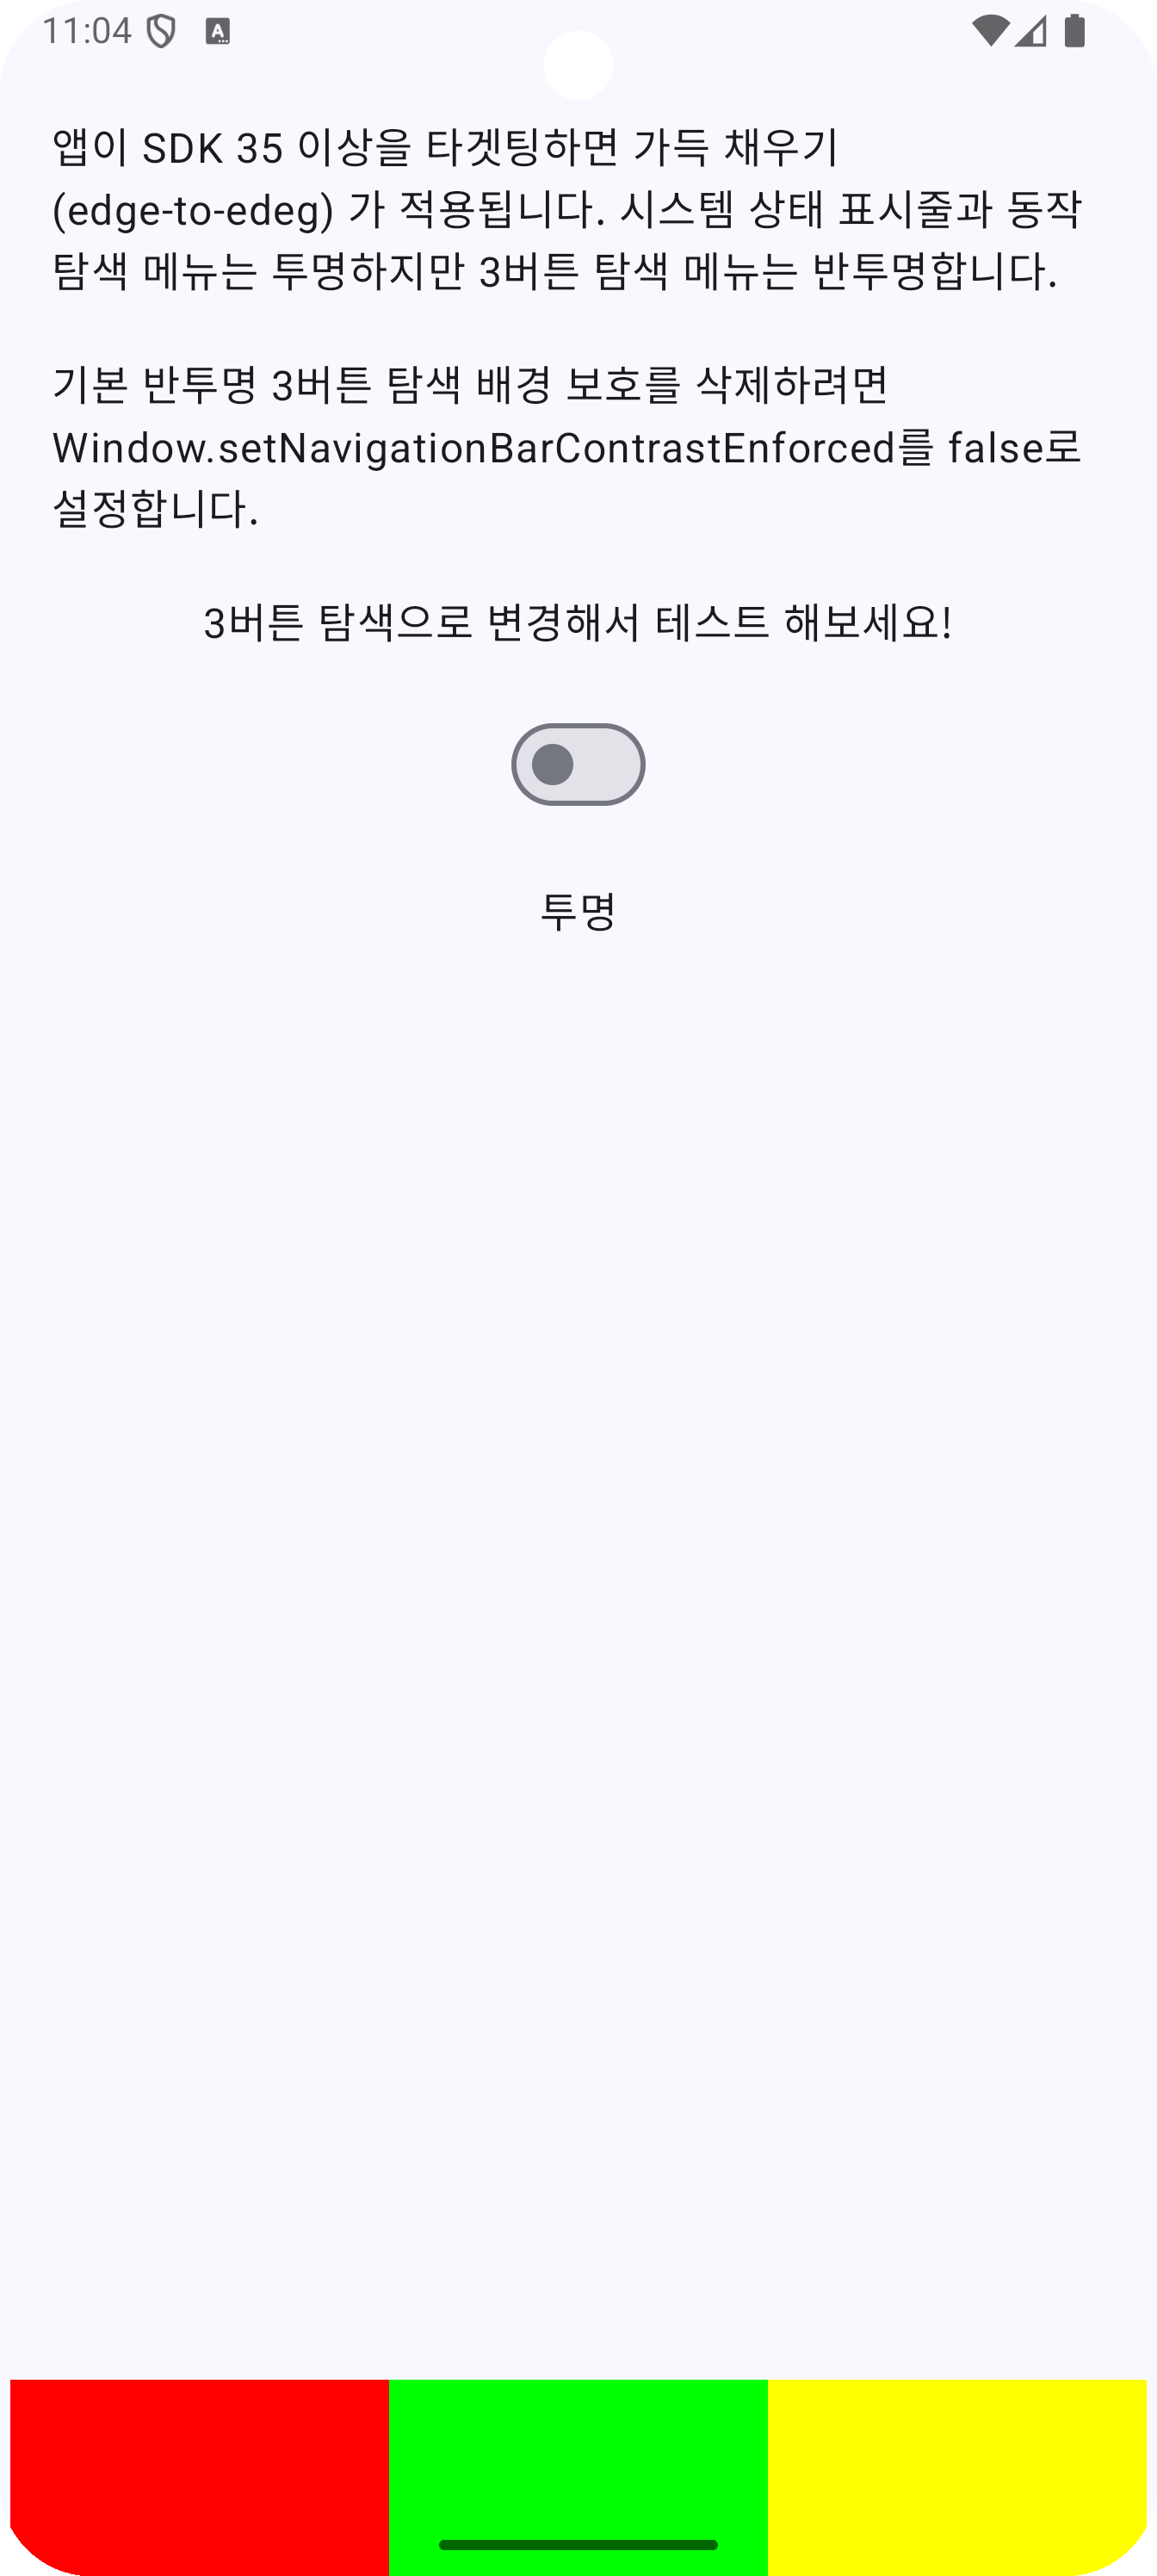 11:04
앱이 SDK 35 이상을 타겟팅하면 가득 채우기
(edge-to-edeg) 가 적용됩니다. 시스템 상태 표시줄과 동작
탐색 메뉴는 투명하지만 3버튼 탐색 메뉴는 반투명합니다.
기본 반투명 3버튼 탐색 배경 보호를 삭제하려면
Window.setNavigationBarContrastEnforced를 false로
설정합니다.
3버튼 탐색으로 변경해서 테스트 해보세요!
투명